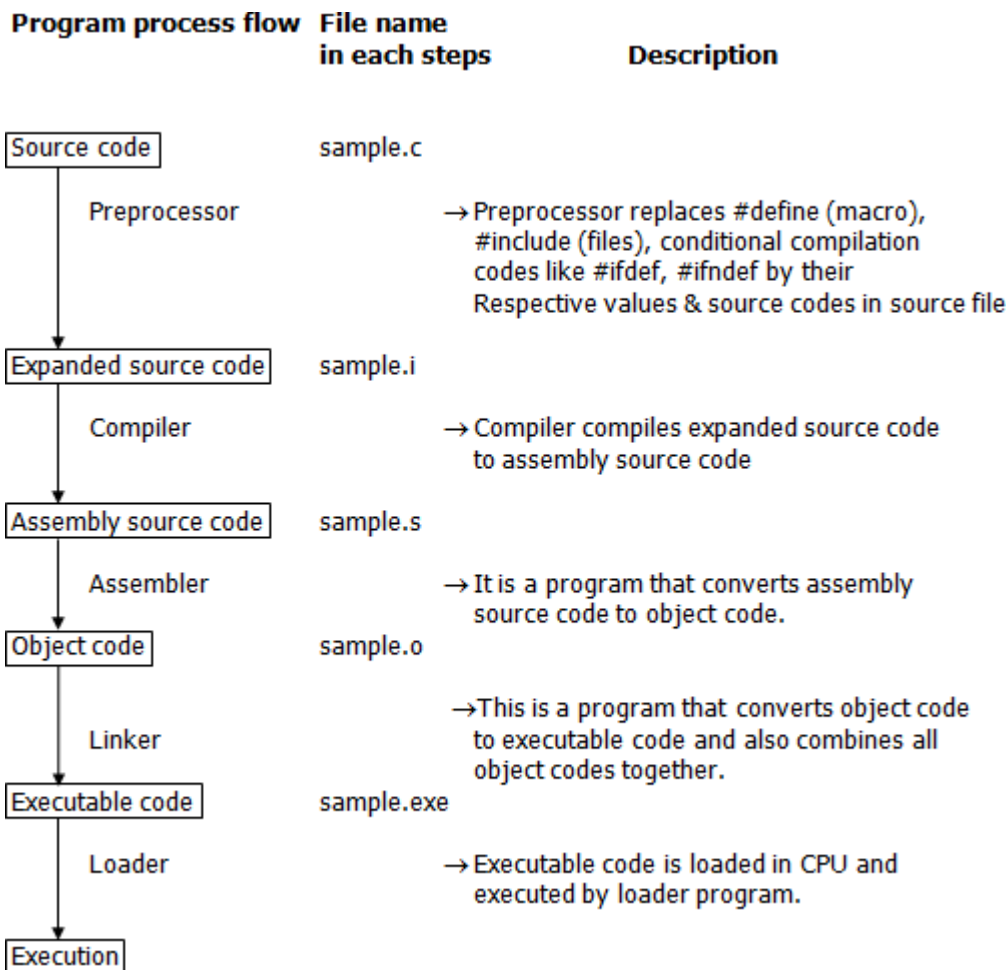 Program process flow File name
in each steps Description
Source code sample.c
Preprocessor →Preprocessor replaces #define (macro),
#include (files), conditional compilation
codes like #ifdef, #ifndef by their
Respective values & source codes in source file
Expanded source code sample.i
Compiler →Compiler compiles expanded source code
to assembly source code
Assembly source code sample.s
Assembler →It is a program that converts assembly
source code to object code.
Object code sample.o
→This is a program that converts object code
Linker to executable code and also combines all
object codes together.
Executable code sample.exe
Loader →Executable code is loaded in CPU and
executed by loader program.
Execution